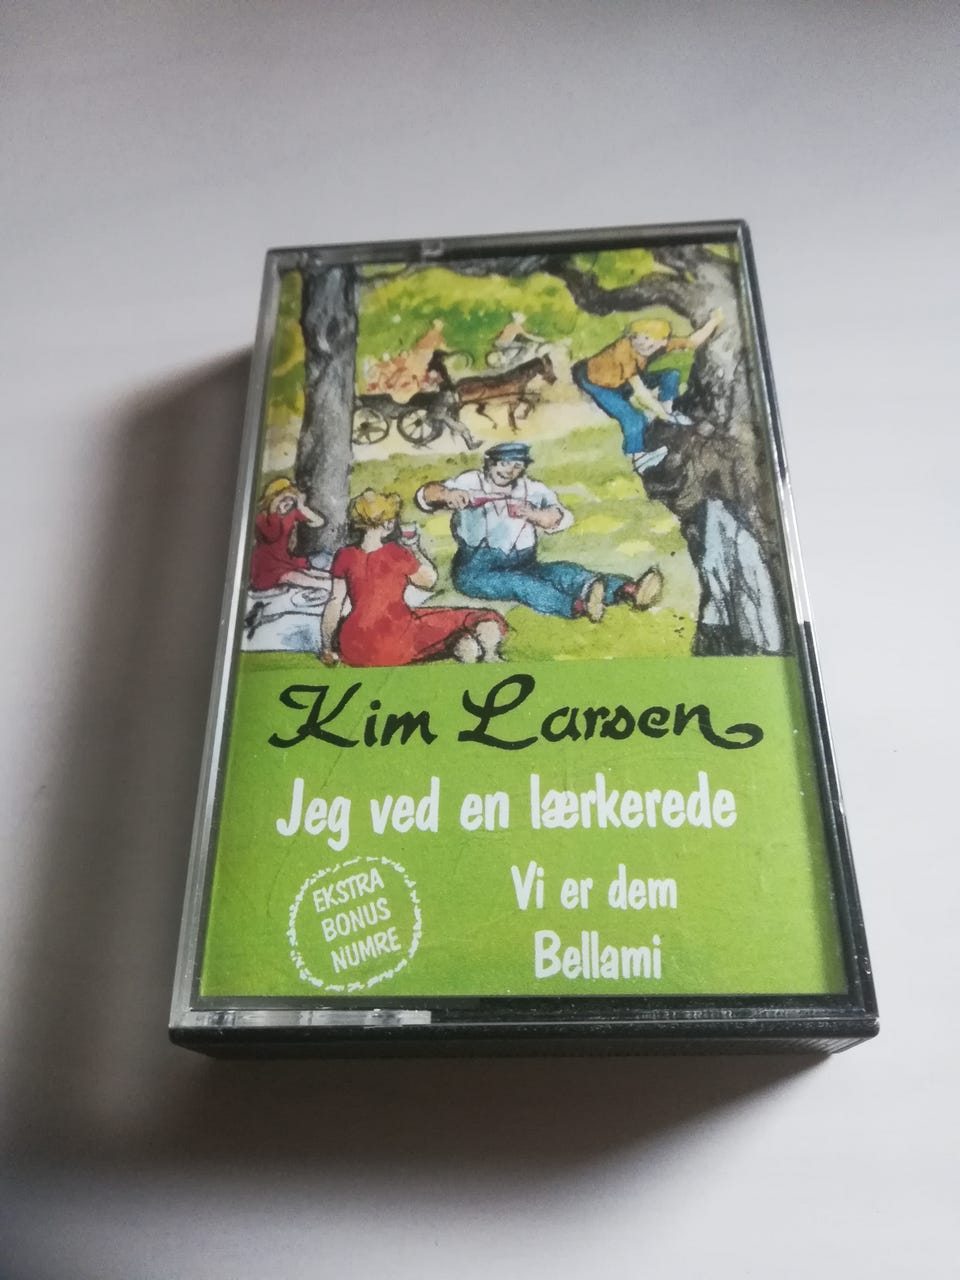 Kim Larsen
Jeg ved en lærkerede
EKSTRA
BONUS
NUMRE
Vi er dem
Bellami